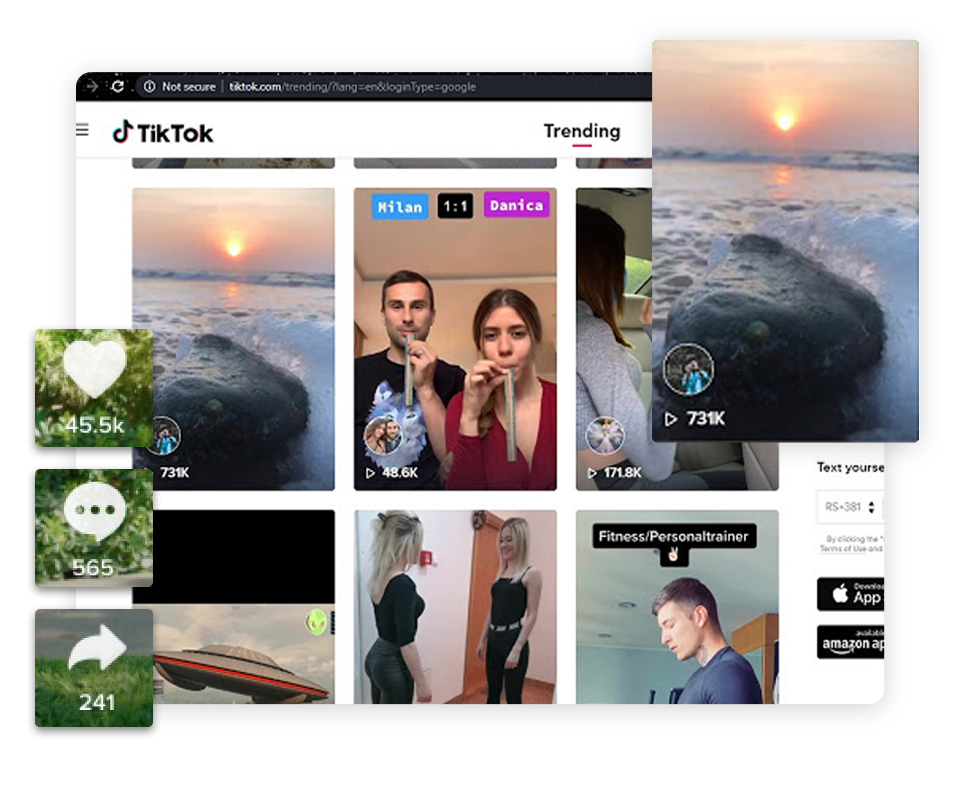 Not secure | tiktok.com/trending/?lang=en&loginType=google
TikTok
Trending
Milan 1:1 Danica
731K
731K
48.6K
171.8K
45.5k
565
241
Text yourse
RS+381
By clicking the "
Terms of Use and
Fitness/Personaltrainer
Downlo
App
available
amazon ap